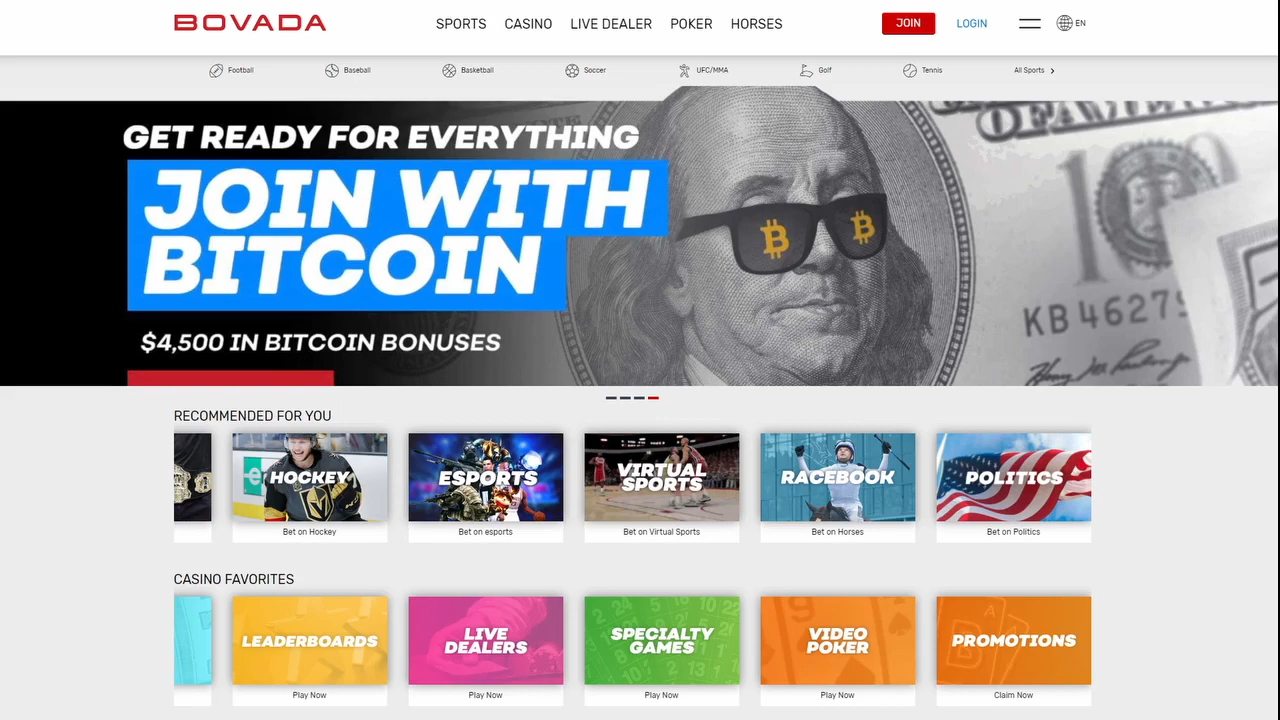 BOVADA
SPORTS CASINO LIVE DEALER POKER HORSES
JOIN LOGIN EN
Football Baseball Basketball Soccer UFC/MMA Golf Tennis All Sports
GET READY FOR EVERYTHING
JOIN WITH
BITCOIN
$4,500 IN BITCOIN BONUSES
100
KB 46279
RECOMMENDED FOR YOU
HOCKEY
ESPORTS
VIRTUAL
SPORTS
RACEBOOK
POLITICS
Bet on Hockey
Bet on esports
Bet on Virtual Sports
Bet on Horses
Bet on Politics
CASINO FAVORITES
LEADERBOARDS
LIVE
DEALERS
SPECIALTY
GAMES
VIDEO
POKER
PROMOTIONS
Play Now
Play Now
Play Now
Play Now
Claim Now